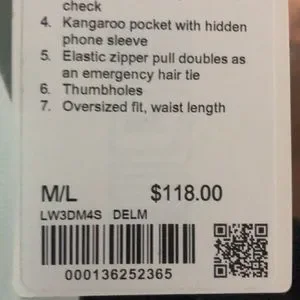 check
4. Kangaroo pocket with hidden
phone sleeve
5. Elastic zipper pull doubles as
an emergency hair tie
6. Thumbholes
7. Oversized fit, waist length
M/L $118.00
LW3DM4S DELM
000136252365